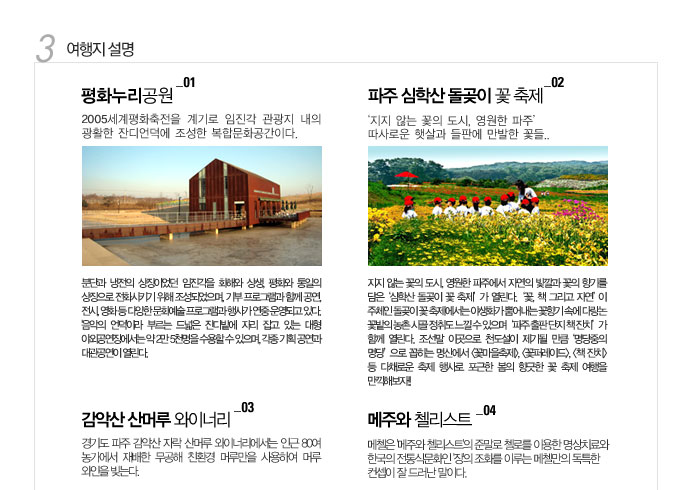 3 여행지 설명
평화누리공원 _01
2005세계평화축전을 계기로 임진각 관광지 내의
광활한 잔디언덕에 조성한 복합문화공간이다.
분단과 냉전의 상징이었던 임진각을 화해와 상생, 평화와 통일의
상징으로 전화시키기 위해 조성되었으며, 기부 프로그램과 함께 공연,
전시, 영화 등 다양한 문화예술 프로그램과 행사가 연중 운영되고 있다.
음악의 언덕이라 부르는 드넓은 잔디밭에 자리 잡고 있는 대형
야외공연장에서는 약 2만 5천명을 수용할 수 있으며, 각종 기획 공연과
대관공연이 열린다.
파주 심학산 돌곶이 꽃 축제 _02
'지지 않는 꽃의 도시, 영원한 파주'
따사로운 햇살과 들판에 만발한 꽃들..
지지 않는 꽃의 도시, 영원한 파주에서 자연의 빛깔과 꽃의 향기를
담은 '심학산 돌곶이 꽃 축제' 가 열린다. '꽃, 책 그리고 자연' 이
주제인 돌곶이 꽃 축제에서는 야생화가 뿜어내는 꽃향기 속에 다랑논
꽃밭의 농촌 시골 정취도 느낄 수 있으며 '파주 출판 단지 책 잔치' 가
함께 열린다. 조선말 이곳으로 천도설이 제기될 만큼 '명당중의
명당' 으로 꼽히는 명산에서 <꽃마을축제>, <꽃퍼레이드>, <책 잔치>
등 다채로운 축제 행사로 포근한 봄의 향긋한 꽃 축제 여행을
만끽해보자!!
감악산 산머루 와이너리 _03
경기도 파주 감악산 자락 산머루 와이너리에서는 인근 80여
농가에서 재배한 무공해 친환경 머루만을 사용하여 머루
와인을 빚는다.
메주와 첼리스트 _04
메첼은 '메주와 첼리스트'의 준말로 첼로를 이용한 명상치료와
한국의 전통식문화인 '장'의 조화를 이루는 메첼만의 독특한
컨셉이 잘 드러난 말이다.